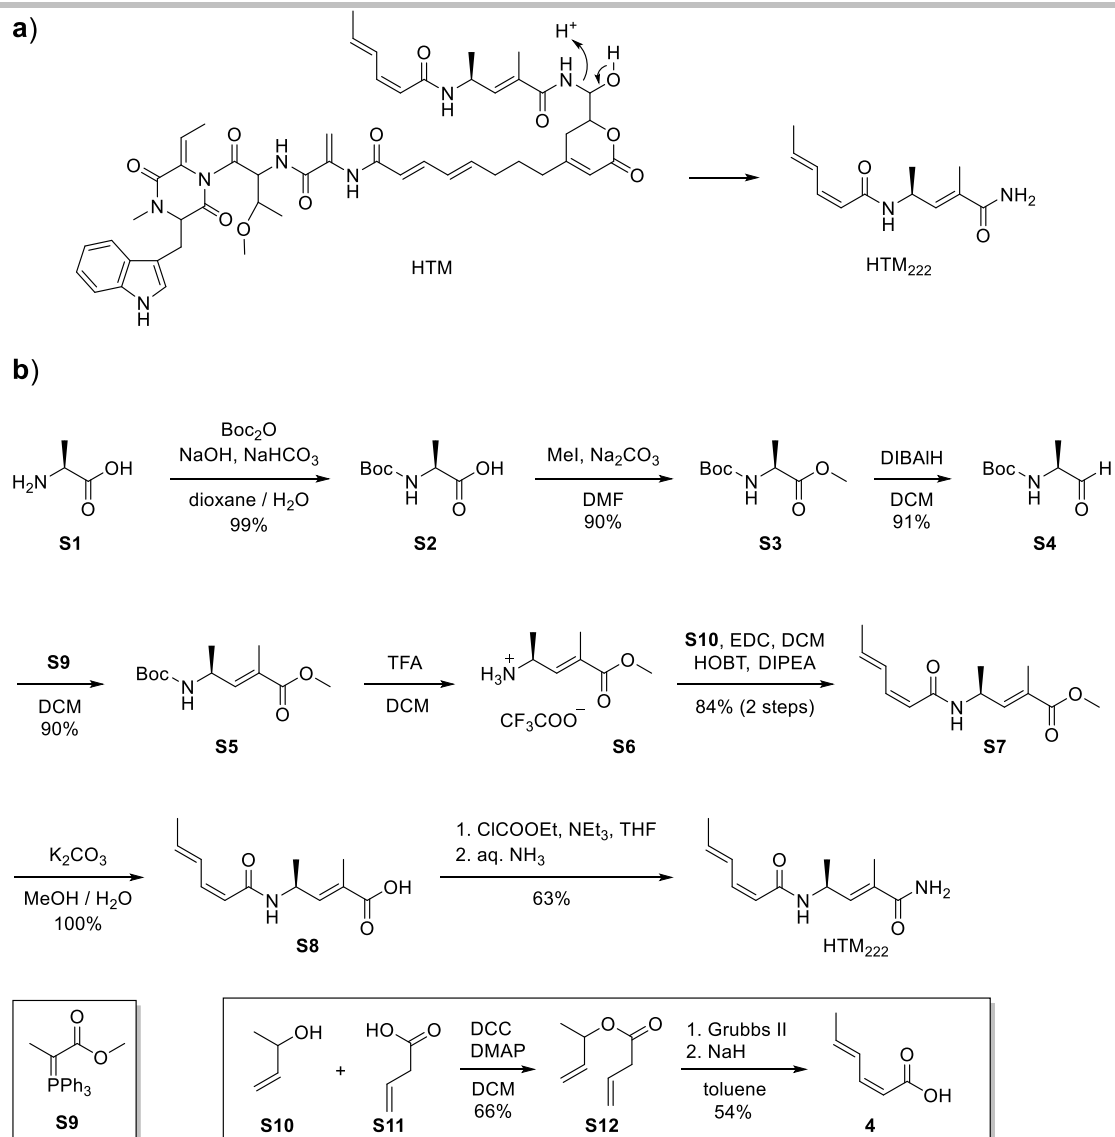 a)
H⁺
H
O
H
N
O
N
H
O
O
O
O
O
H
N
O
N
H
O
O
N
N
O
O
N
H
HTM
O
N
H
O
NH₂
HTM₂₂₂
b)
H₂N
OH
O
S1
Boc₂O
NaOH, NaHCO₃
dioxane / H₂O
99%
Boc
N
H
OH
O
S2
MeI, Na₂CO₃
DMF
90%
Boc
N
H
O
O
S3
DIBAlH
DCM
91%
Boc
N
H
H
O
S4
S9
DCM
90%
Boc
N
H
O
O
S5
TFA
DCM
H₃N⁺
O
O
CF₃COO⁻
S6
S10, EDC, DCM
HOBT, DIPEA
84% (2 steps)
O
N
H
O
O
S7
K₂CO₃
MeOH / H₂O
100%
O
N
H
OH
O
S8
1. ClCOOEt, NEt₃, THF
2. aq. NH₃
63%
O
N
H
NH₂
O
HTM₂₂₂
O
O
PPh₃
S9
OH
S10
+
HO
O
S11
DCC
DMAP
DCM
66%
O
O
S12
1. Grubbs II
2. NaH
toluene
54%
O
OH
4